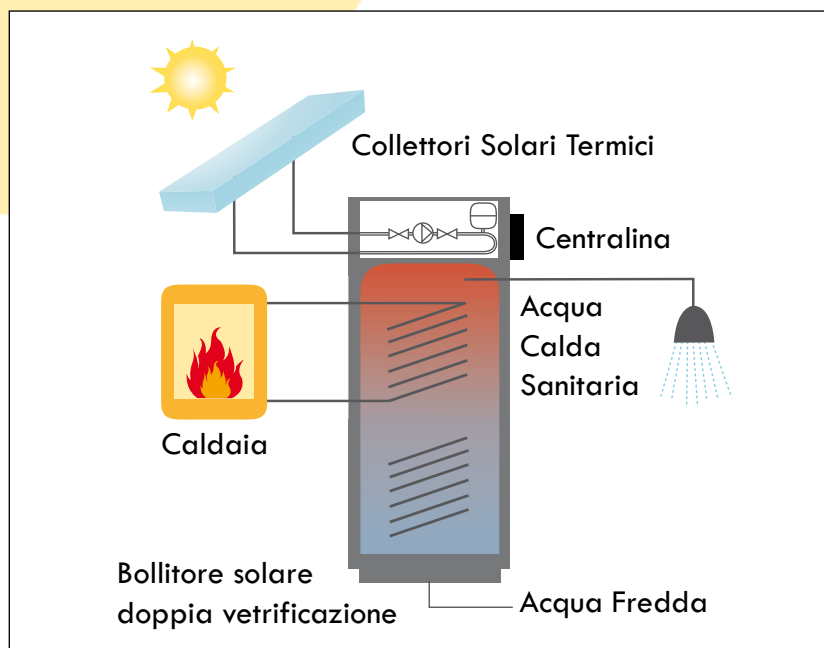 Collettori Solari Termici
Centralina
Acqua
Calda
Sanitaria
Caldaia
Bollitore solare
doppia vetrificazione
Acqua Fredda